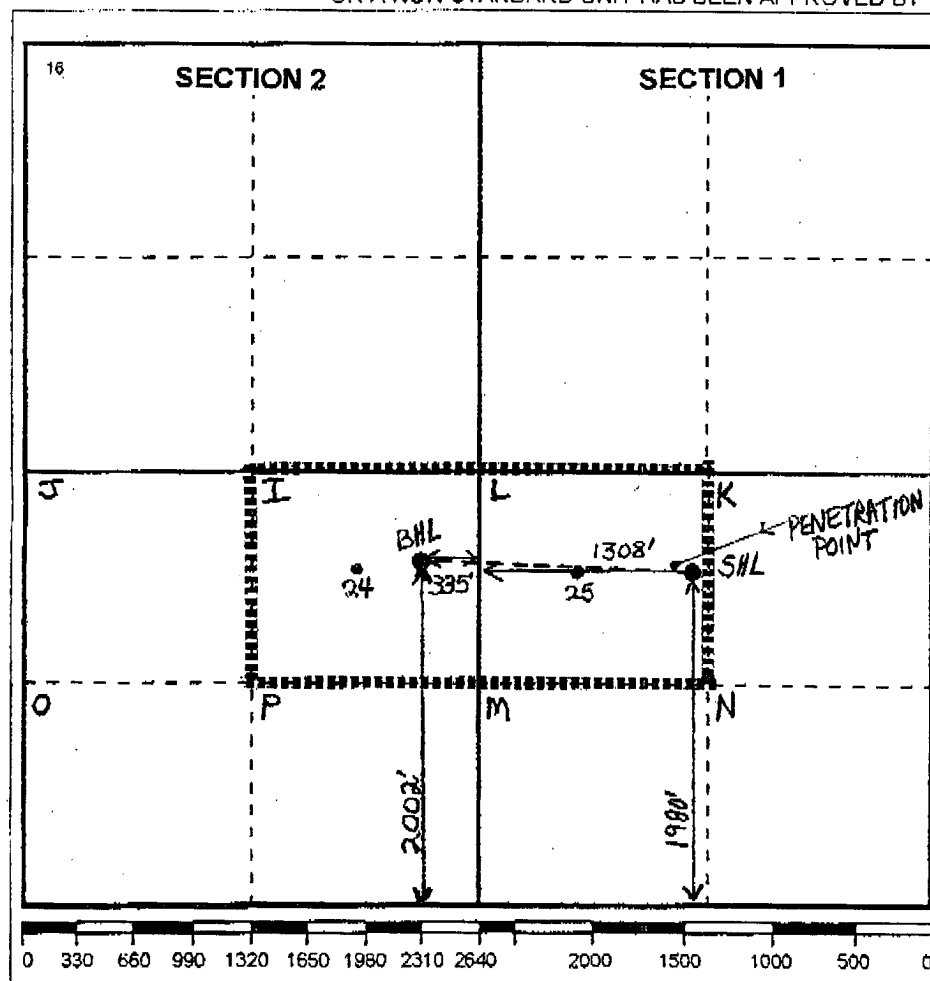 16
SECTION 2
SECTION 1
J
I
L
K
PENETRATION
POINT
BHL
1308'
SHL
24
335'
25
O
P
M
N
2002'
1980'
0 330 660 990 1320 1650 1980 2310 2640 2000 1500 1000 500 0